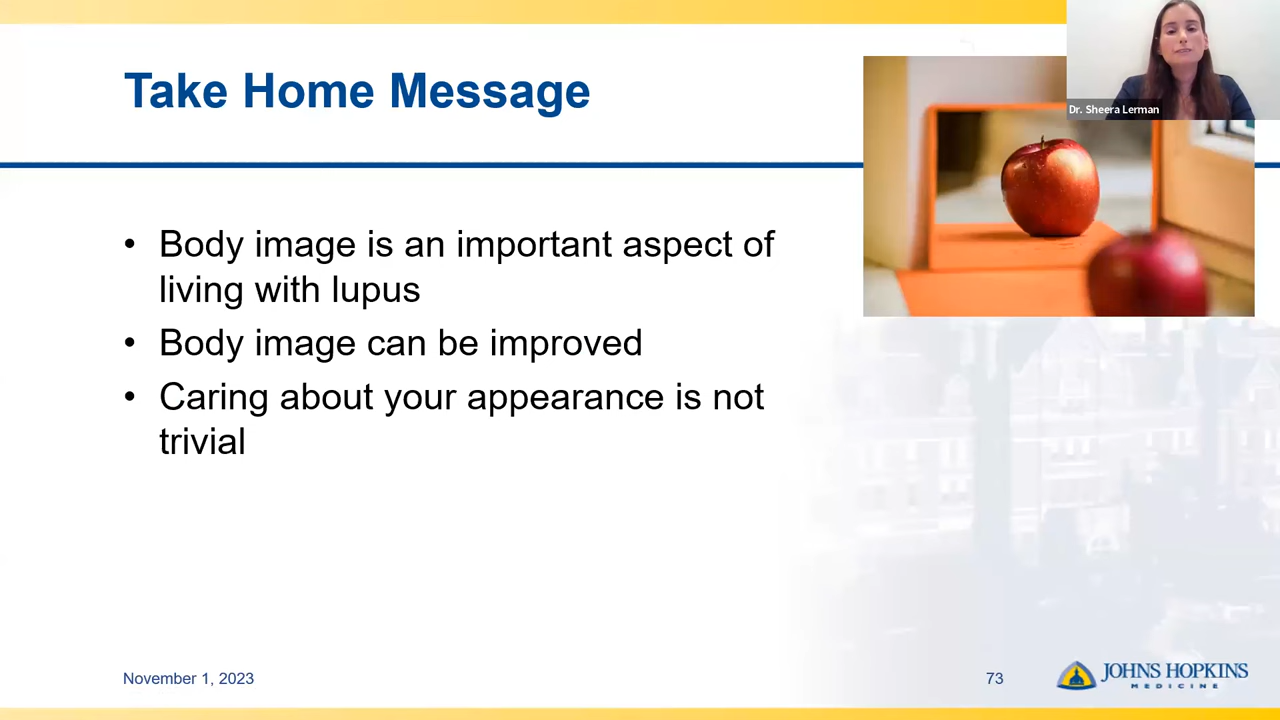 Take Home Message
Dr. Sheera Lerman
• Body image is an important aspect of
living with lupus
• Body image can be improved
• Caring about your appearance is not
trivial
November 1, 2023
73
JOHNS HOPKINS
MEDICINE